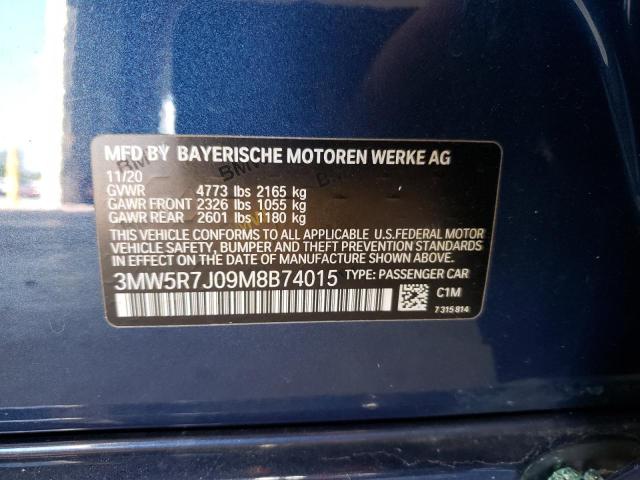 MFD BY BAYERISCHE MOTOREN WERKE AG
11/20
GVWR 4773 lbs 2165 kg
GAWR FRONT 2326 lbs 1055 kg
GAWR REAR 2601 lbs 1180 kg
THIS VEHICLE CONFORMS TO ALL APPLICABLE U.S.FEDERAL MOTOR
VEHICLE SAFETY, BUMPER AND THEFT PREVENTION STANDARDS IN
EFFECT ON THE DATE OF MANUFACTURE SHOWN ABOVE.
3MW5R7J09M8B74015 TYPE: PASSENGER CAR
C1M
7315814